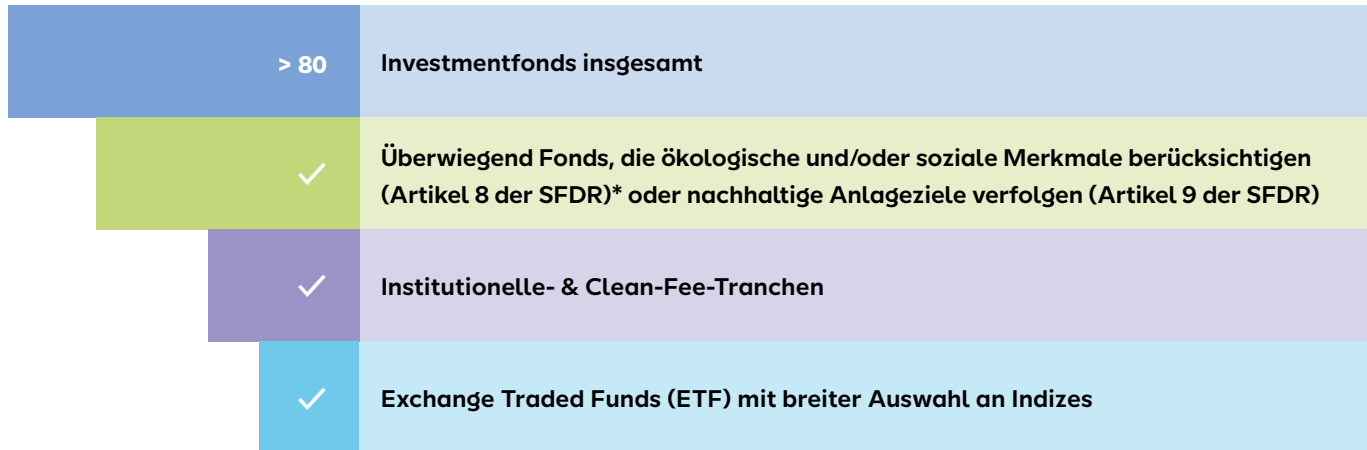 > 80 Investmentfonds insgesamt
Überwiegend Fonds, die ökologische und/oder soziale Merkmale berücksichtigen
(Artikel 8 der SFDR)* oder nachhaltige Anlageziele verfolgen (Artikel 9 der SFDR)
Institutionelle- & Clean-Fee-Tranchen
Exchange Traded Funds (ETF) mit breiter Auswahl an Indizes